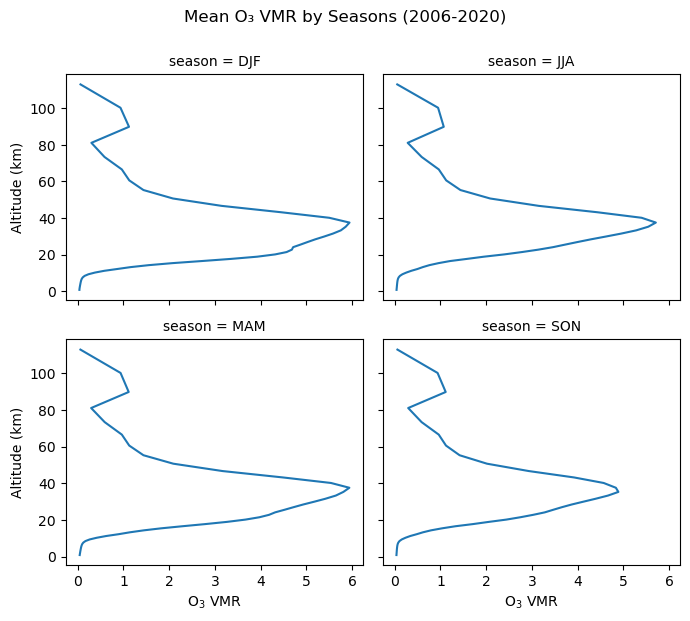 Mean O₃ VMR by Seasons (2006-2020)
season = DJF
season = JJA
Altitude (km)
100
80
60
40
20
0
season = MAM
season = SON
Altitude (km)
100
80
60
40
20
0
0 1 2 3 4 5 6
0 1 2 3 4 5 6
O₃ VMR
O₃ VMR